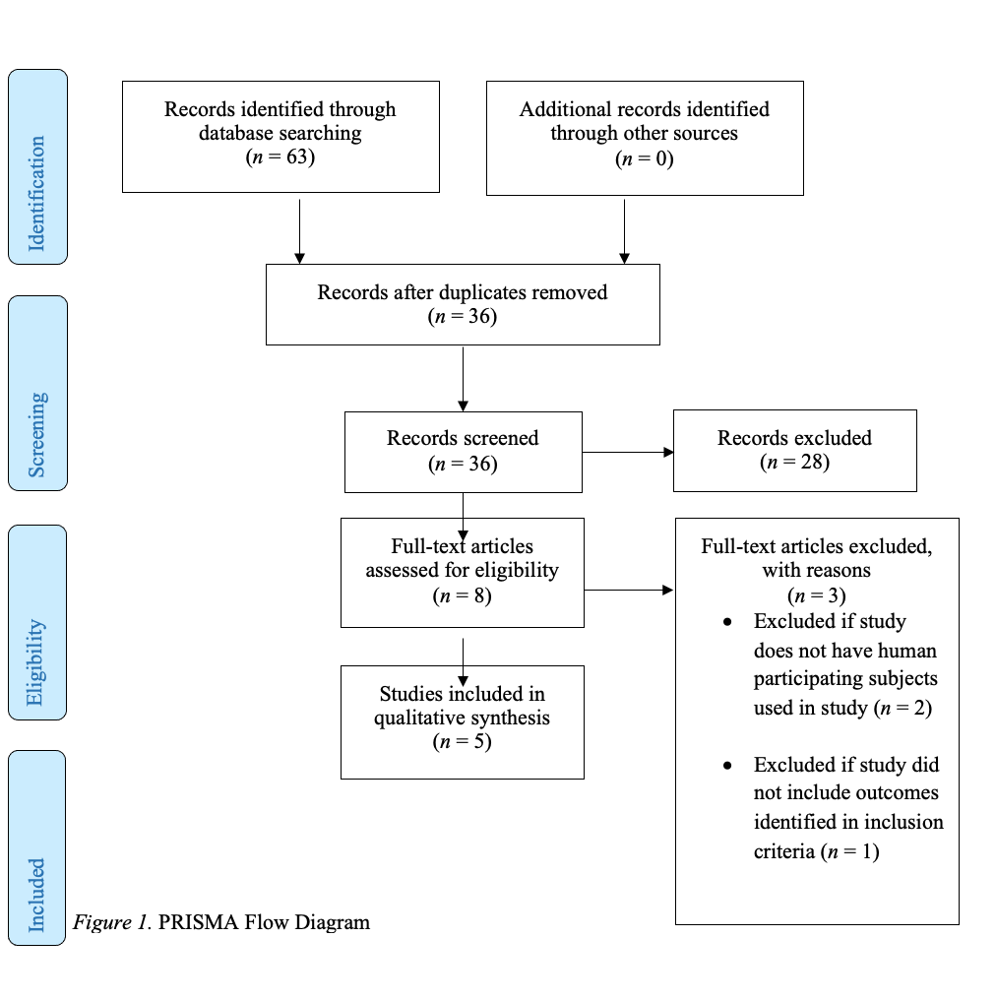 Identification
Records identified through
database searching
(n = 63)
Additional records identified
through other sources
(n = 0)
Records after duplicates removed
(n = 36)
Screening
Records screened
(n = 36)
Records excluded
(n = 28)
Eligibility
Full-text articles
assessed for eligibility
(n = 8)
Full-text articles excluded,
with reasons
(n = 3)
• Excluded if study
does not have human
participating subjects
used in study (n = 2)
• Excluded if study did
not include outcomes
identified in inclusion
criteria (n = 1)
Studies included in
qualitative synthesis
(n = 5)
Included
Figure 1. PRISMA Flow Diagram